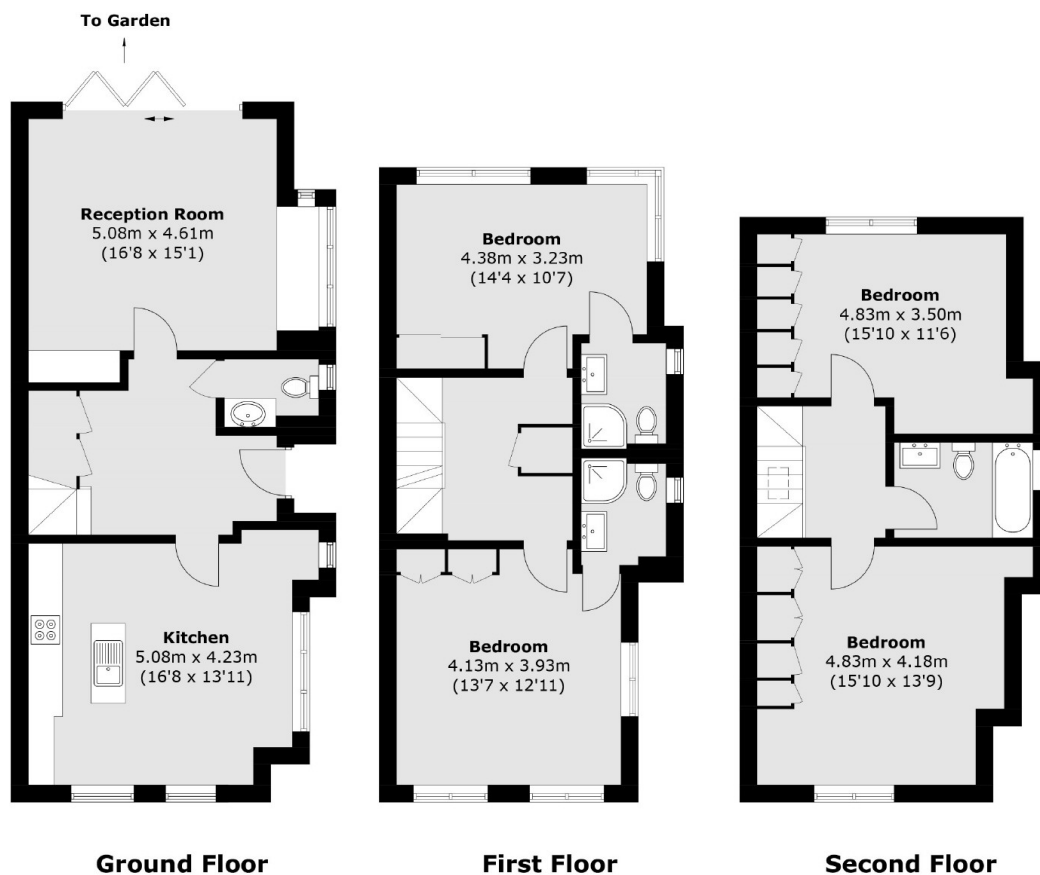 To Garden
Reception Room
5.08m x 4.61m
(16'8 x 15'1)
Kitchen
5.08m x 4.23m
(16'8 x 13'11)
Ground Floor
Bedroom
4.38m x 3.23m
(14'4 x 10'7)
Bedroom
4.13m x 3.93m
(13'7 x 12'11)
First Floor
Bedroom
4.83m x 3.50m
(15'10 x 11'6)
Bedroom
4.83m x 4.18m
(15'10 x 13'9)
Second Floor